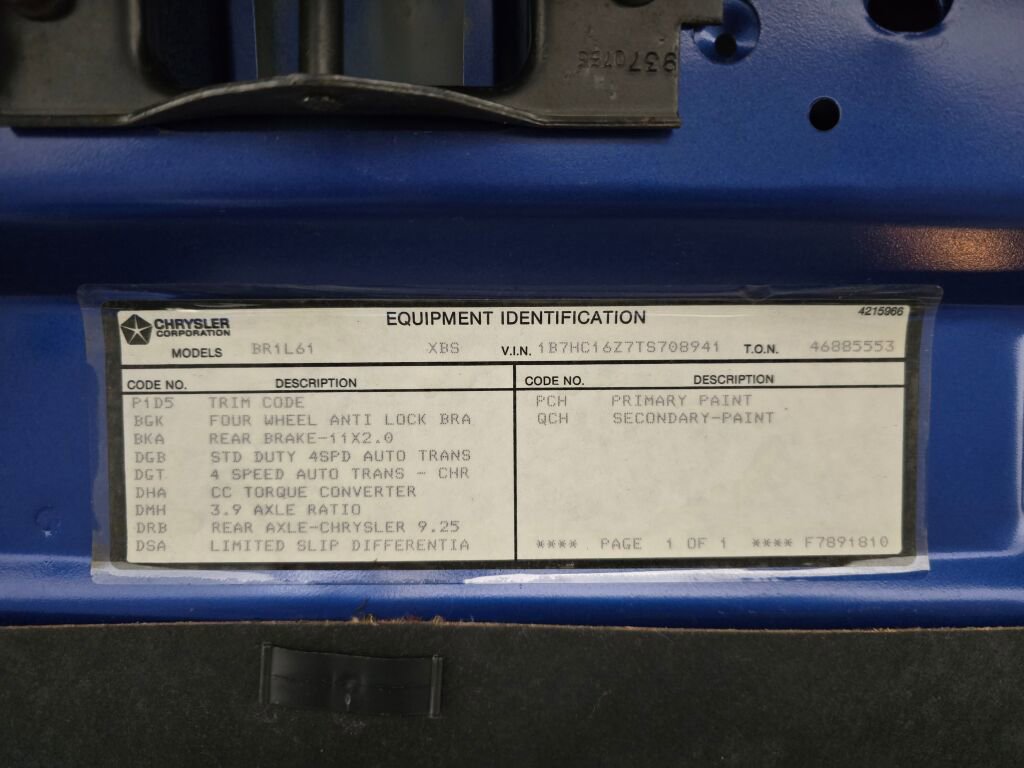 9370755
CHRYSLER
CORPORATION
EQUIPMENT IDENTIFICATION
4215966
MODELS BR1L61 XBS V.I.N. 1B7HC16Z7TS708941 T.O.N. 46885553
CODE NO. DESCRIPTION
P1D5 TRIM CODE
BGK FOUR WHEEL ANTI LOCK BRA
BKA REAR BRAKE-11X2.0
DGB STD DUTY 4SPD AUTO TRANS
DGT 4 SPEED AUTO TRANS - CHR
DHA CC TORQUE CONVERTER
DMH 3.9 AXLE RATIO
DRB REAR AXLE-CHRYSLER 9.25
DSA LIMITED SLIP DIFFERENTIA
CODE NO. DESCRIPTION
PCH PRIMARY PAINT
QCH SECONDARY-PAINT
**** PAGE 1 OF 1 **** F7891810